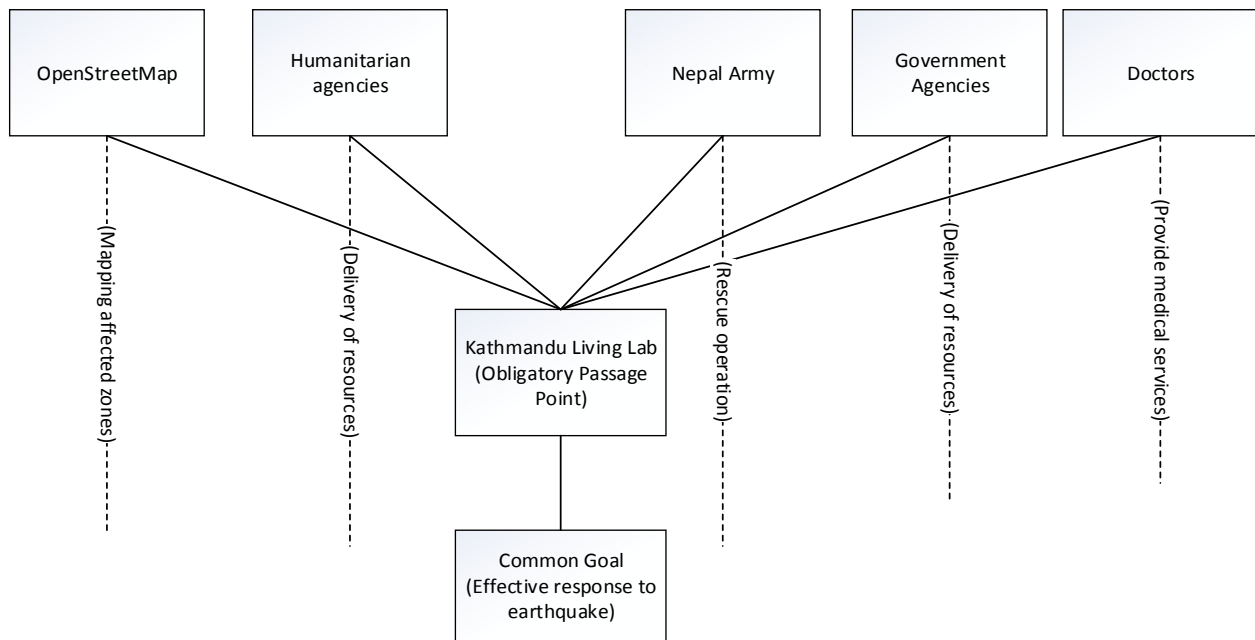 OpenStreetMap
Humanitarian
agencies
Nepal Army
Government
Agencies
Doctors
(Mapping affected zones)
(Delivery of resources)
(Rescue operation)
(Delivery of resources)
(Provide medical services)
Kathmandu Living Lab
(Obligatory Passage
Point)
Common Goal
(Effective response to
earthquake)